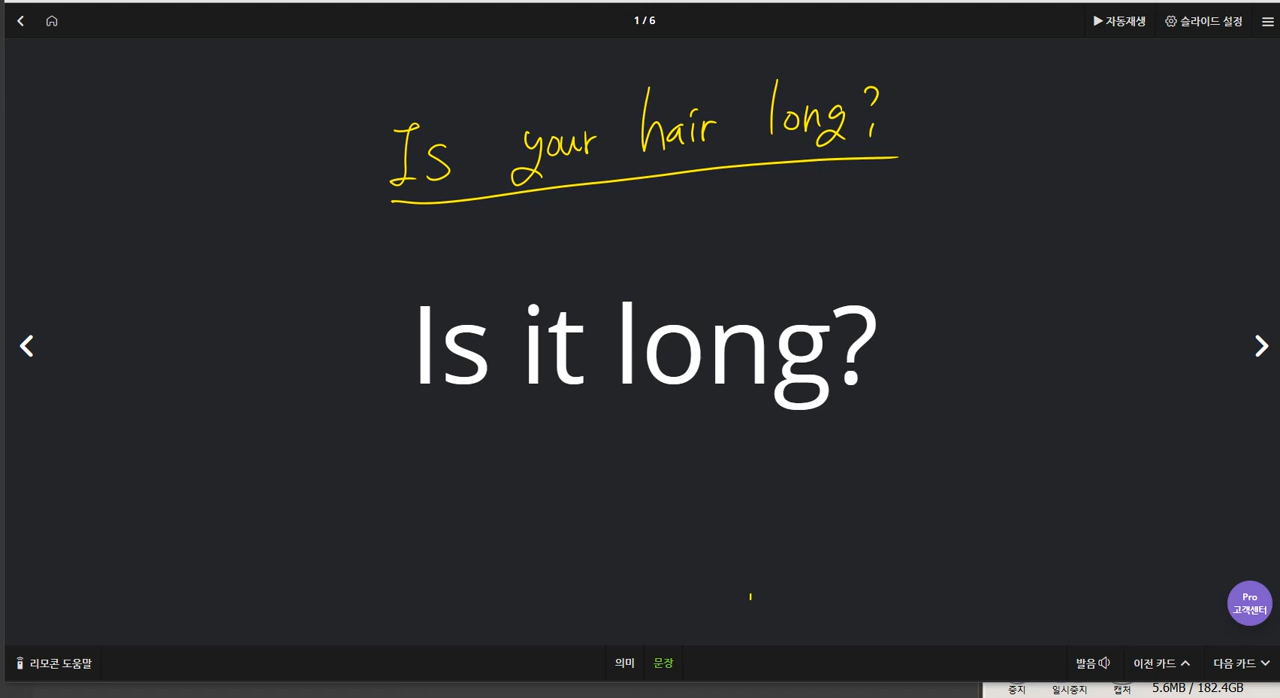 1 / 6
자동재생
슬라이드 설정
Is your hair long?
Is it long?
Pro
고객센터
리모콘 도움말
의미
문장
발음
이전 카드
다음 카드
중지
일시중지
캡처
5.6MB / 182.4GB